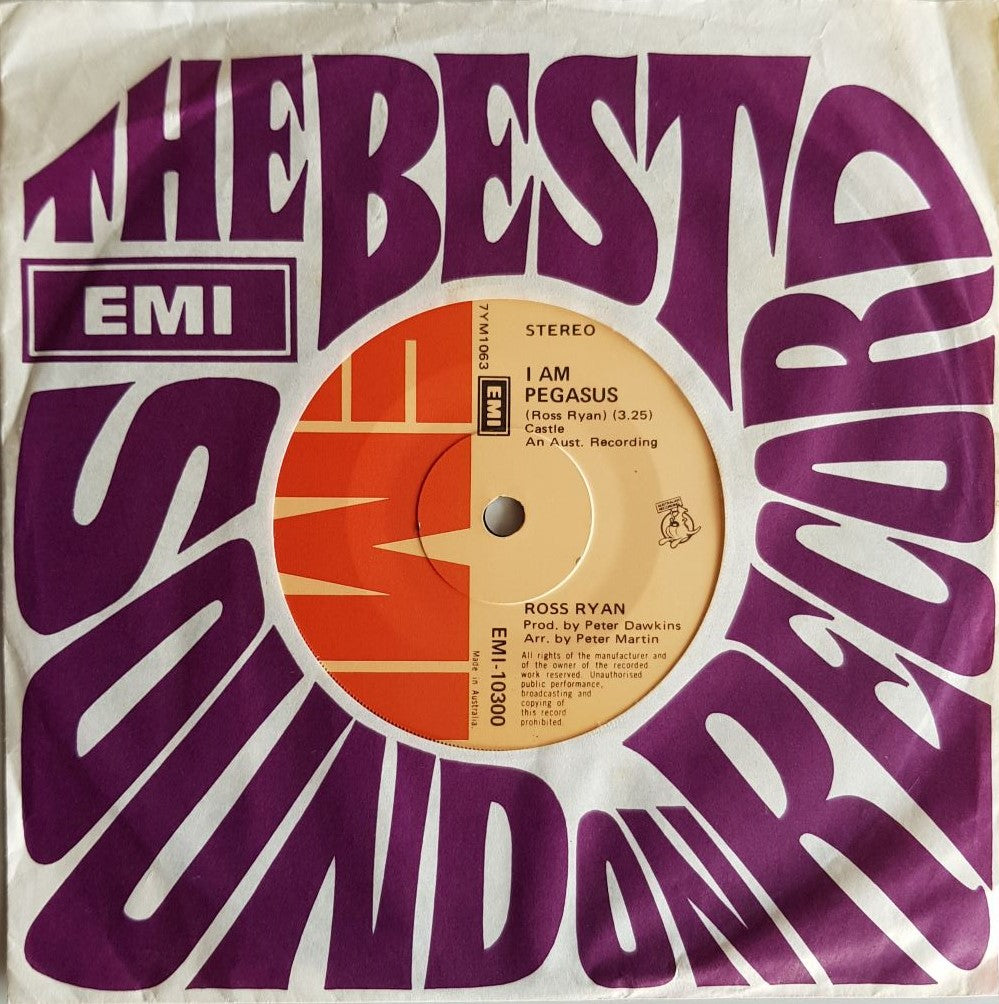 THE BEST
SOUND ON RECORD
EMI
7YM1063
EMI
STEREO
I AM
PEGASUS
(Ross Ryan) (3.25)
Castle
An Aust. Recording
EMI
AUSTRALIAN
RECORDING
ROSS RYAN
Prod. by Peter Dawkins
Arr. by Peter Martin
All rights of the manufacturer and
of the owner of the recorded
work reserved. Unauthorised
public performance,
broadcasting and
copying of
this record
prohibited.
EMI-10300
Made in Australia.